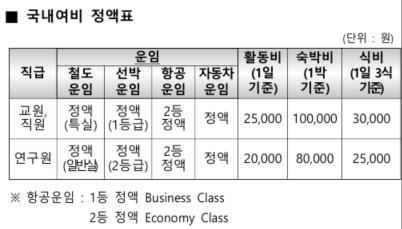 ■ 국내여비 정액표
(단위 : 원)
직급 운임 활동비 (1일 기준) 숙박비 (1박 기준) 식비 (1일 3식 기준)
철도 운임 선박 운임 항공 운임 자동차 운임
교원, 직원 정액 (특실) 정액 (1등급) 2등 정액 정액 25,000 100,000 30,000
연구원 정액 (일반실) 정액 (2등급) 2등 정액 정액 20,000 80,000 25,000
※ 항공운임 : 1등 정액 Business Class
2등 정액 Economy Class